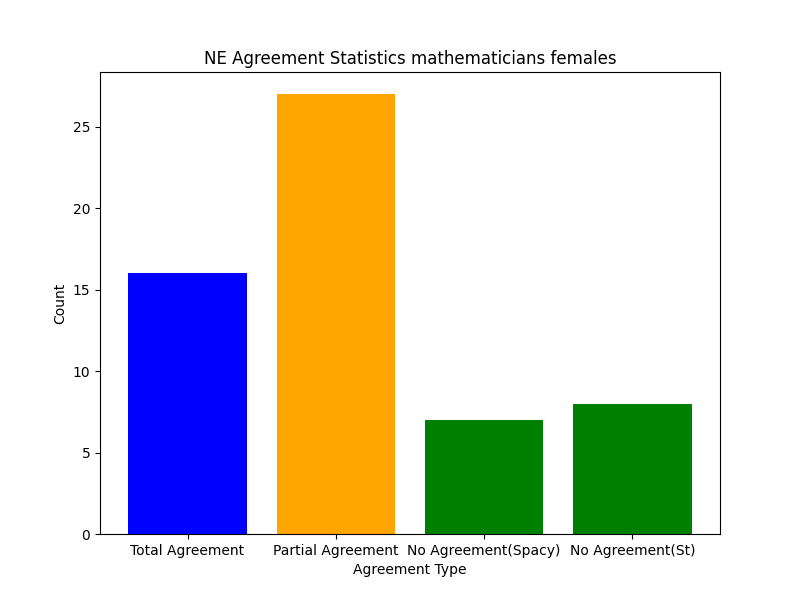 NE Agreement Statistics mathematicians females
Count
25
20
15
10
5
0
Total Agreement Partial Agreement No Agreement(Spacy) No Agreement(St)
Agreement Type